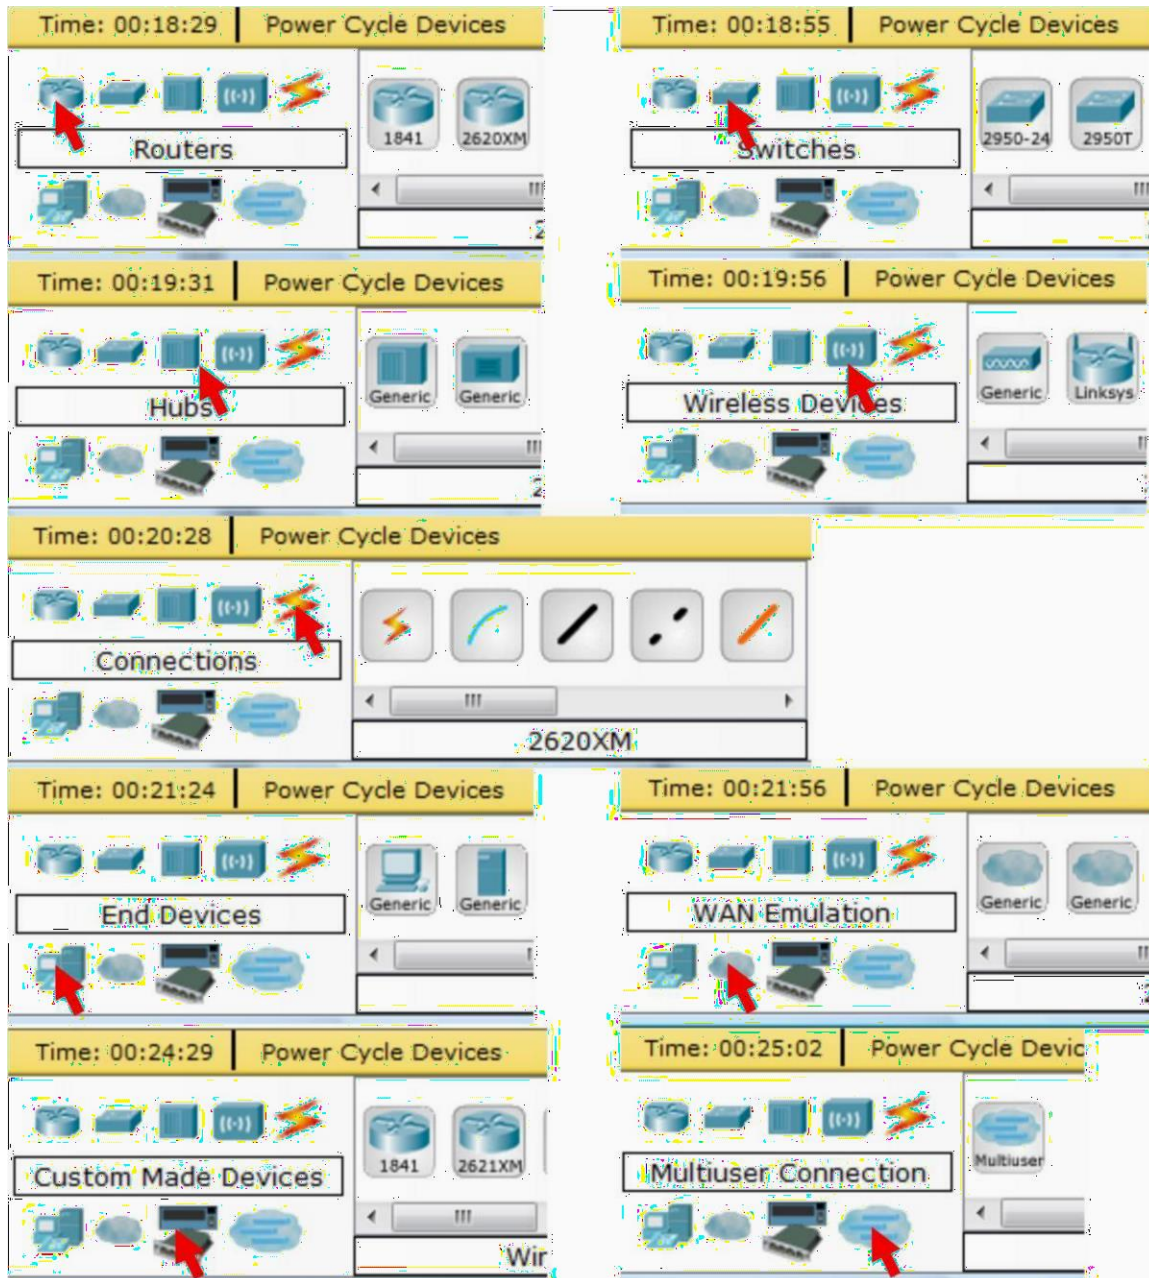 Time: 00:18:29 Power Cycle Devices
Routers
1841 2620XM
Time: 00:18:55 Power Cycle Devices
Switches
2950-24 2950T
Time: 00:19:31 Power Cycle Devices
Hubs
Generic Generic
Time: 00:19:56 Power Cycle Devices
Wireless Devices
Generic Linksys
Time: 00:20:28 Power Cycle Devices
Connections
2620XM
Time: 00:21:24 Power Cycle Devices
End Devices
Generic Generic
Time: 00:21:56 Power Cycle Devices
WAN Emulation
Generic Generic
Time: 00:24:29 Power Cycle Devices
Custom Made Devices
1841 2621XM
Wir
Time: 00:25:02 Power Cycle Devic
Multiuser Connection
Multiuser